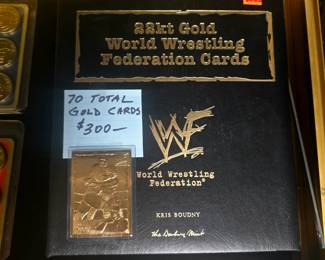 22kt Gold
World Wrestling
Federation Cards
70 TOTAL
GOLD CARDS
$300—
WF
World Wrestling
Federation®
KRIS BOUDNY
the Danbury Mint